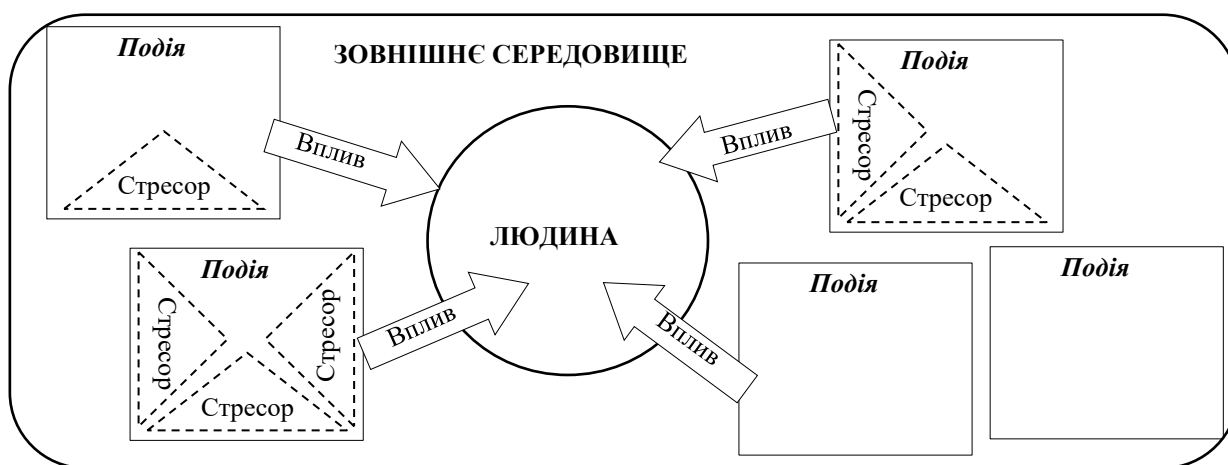 Подія
ЗОВНІШНЄ СЕРЕДОВИЩЕ
Подія
Вплив
Стресор
Вплив
Стресор
Стресор
ЛЮДИНА
Подія
Стресор
Стресор
Стресор
Вплив
Вплив
Подія
Подія